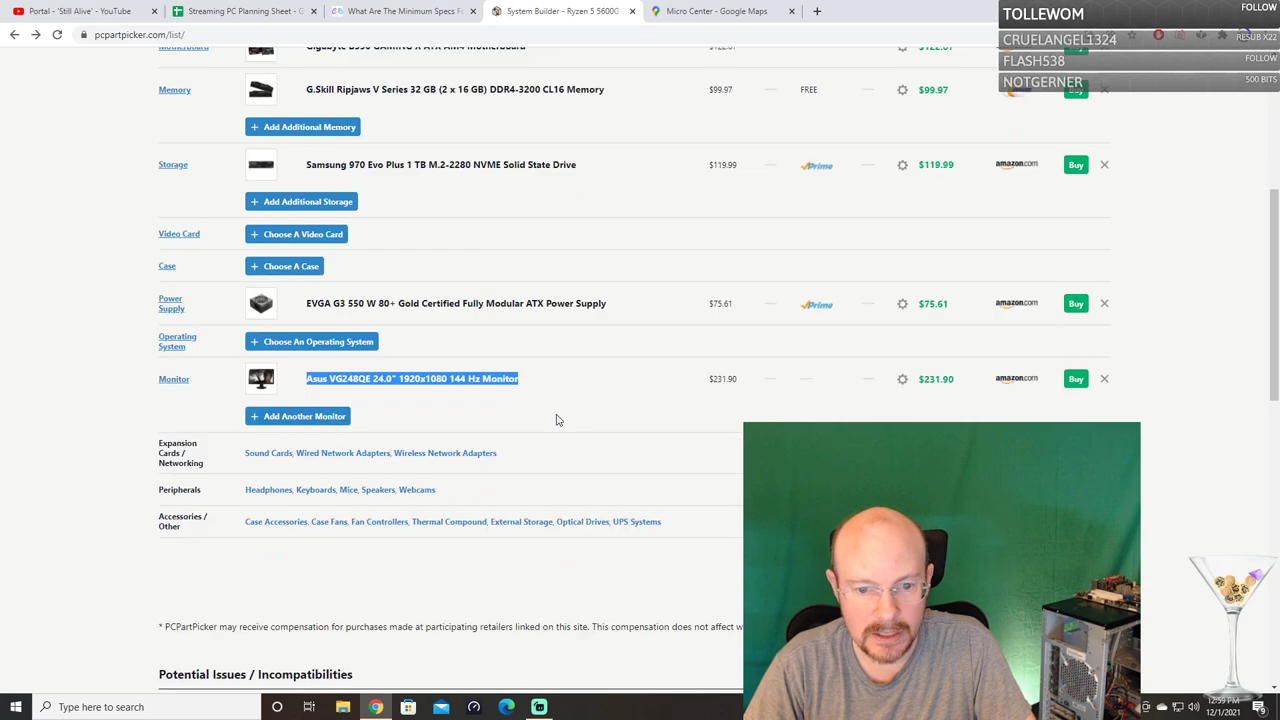 Portal - 'Still Alive' - YouTube
Streaming PC Planning Sheet - G
What Are The Minimum Specs F
System Builder - Ryzen 5 5600G
Micro Center - Google Maps
pcpartpicker.com/list/
TOLLEWOM FOLLOW
CRUELANGEL1324 RESUB X22
FLASH538 FOLLOW
NOTGERNER 500 BITS
Memory G.Skill Ripjaws V Series 32 GB (2 x 16 GB) DDR4-3200 CL16 Memory $99.97 FREE $99.97
+ Add Additional Memory
Storage Samsung 970 Evo Plus 1 TB M.2-2280 NVME Solid State Drive $119.99 Prime $119.99 amazon.com Buy
+ Add Additional Storage
Video Card + Choose A Video Card
Case + Choose A Case
Power Supply EVGA G3 550 W 80+ Gold Certified Fully Modular ATX Power Supply $75.61 Prime $75.61 amazon.com Buy
Operating System + Choose An Operating System
Monitor Asus VG248QE 24.0" 1920x1080 144 Hz Monitor $231.90 $231.90 amazon.com Buy
+ Add Another Monitor
Expansion Cards / Networking Sound Cards, Wired Network Adapters, Wireless Network Adapters
Peripherals Headphones, Keyboards, Mice, Speakers, Webcams
Accessories / Other Case Accessories, Case Fans, Fan Controllers, Thermal Compound, External Storage, Optical Drives, UPS Systems
* PCPartPicker may receive compensation for purchases made at participating retailers linked on this site. This compensation does not affect w
Potential Issues / Incompatibilities
Type here to search
12:59 PM
12/1/2021